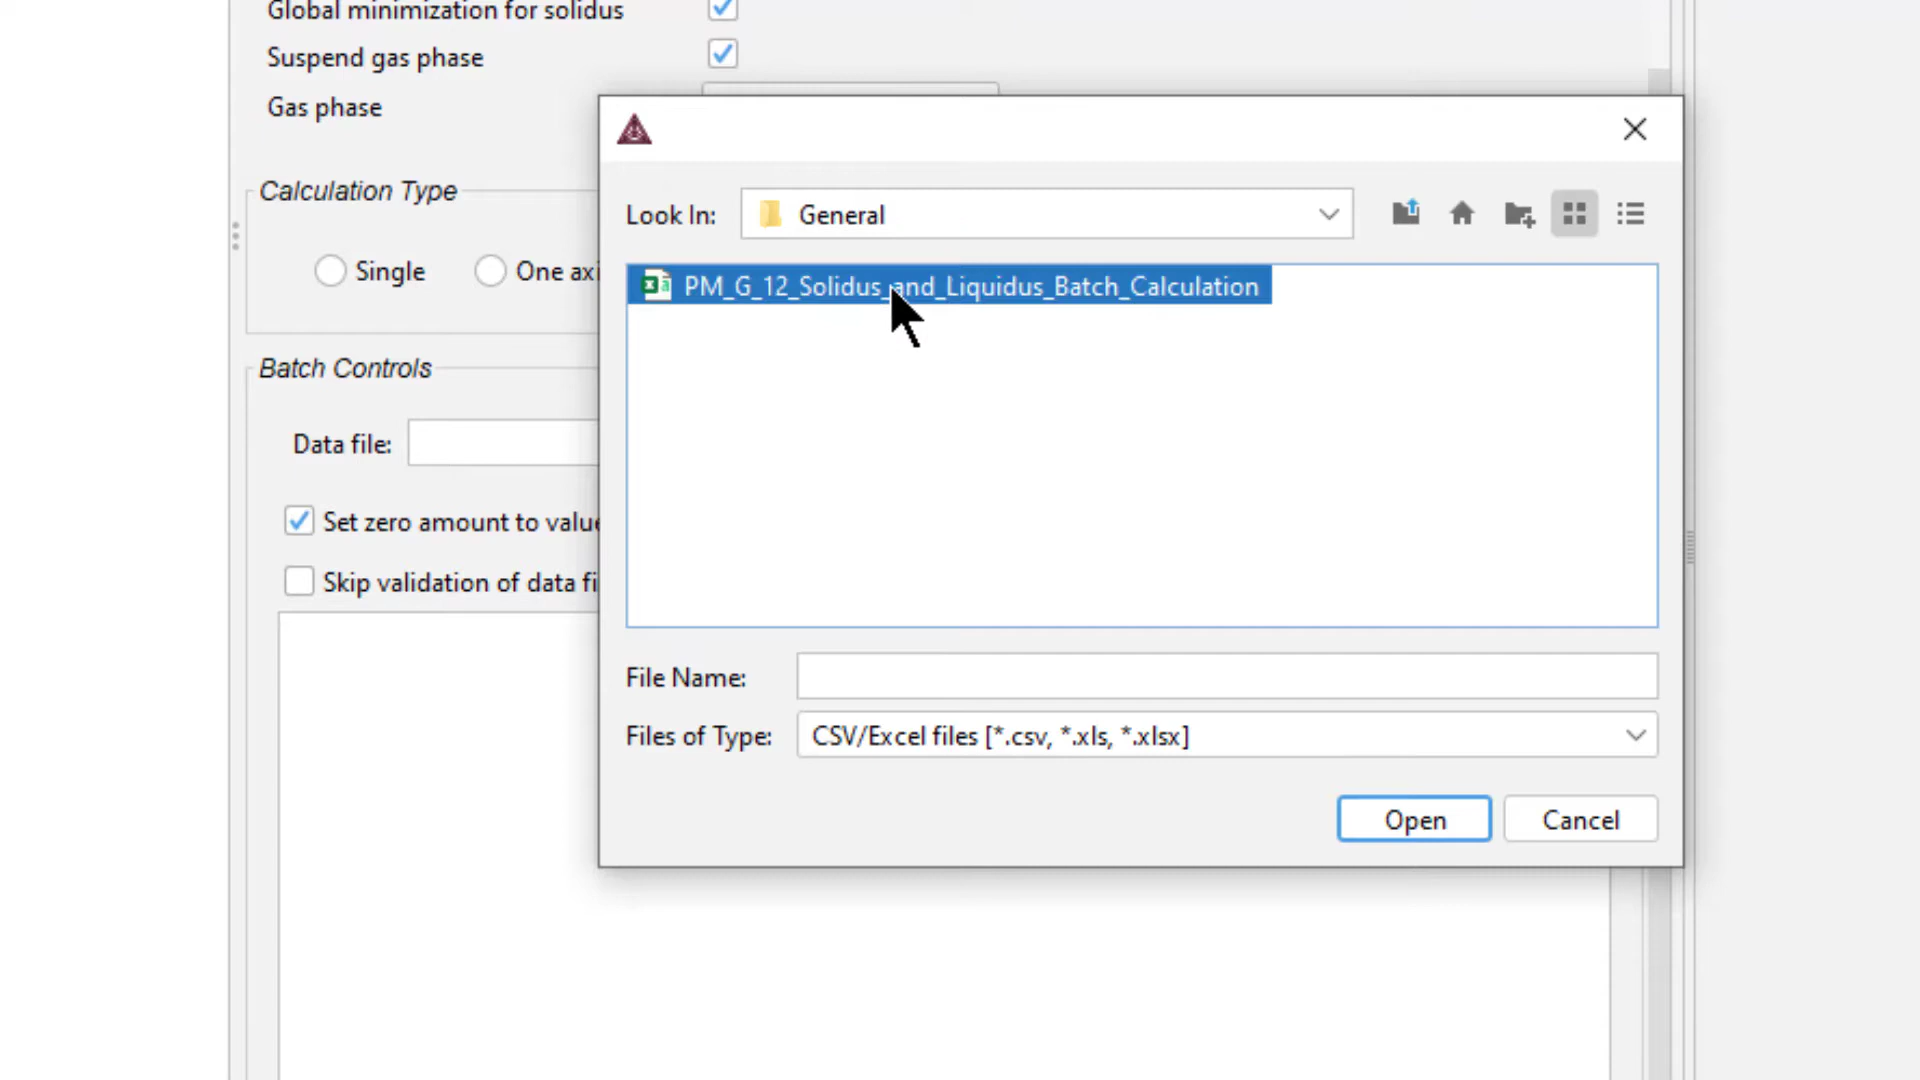 Global minimization for solidus
Suspend gas phase
Gas phase
Calculation Type
Single
One axi
Batch Controls
Data file:
Set zero amount to value
Skip validation of data fi
Look In:
General
PM_G_12_Solidus_and_Liquidus_Batch_Calculation
File Name:
Files of Type:
CSV/Excel files [*.csv, *.xls, *.xlsx]
Open
Cancel